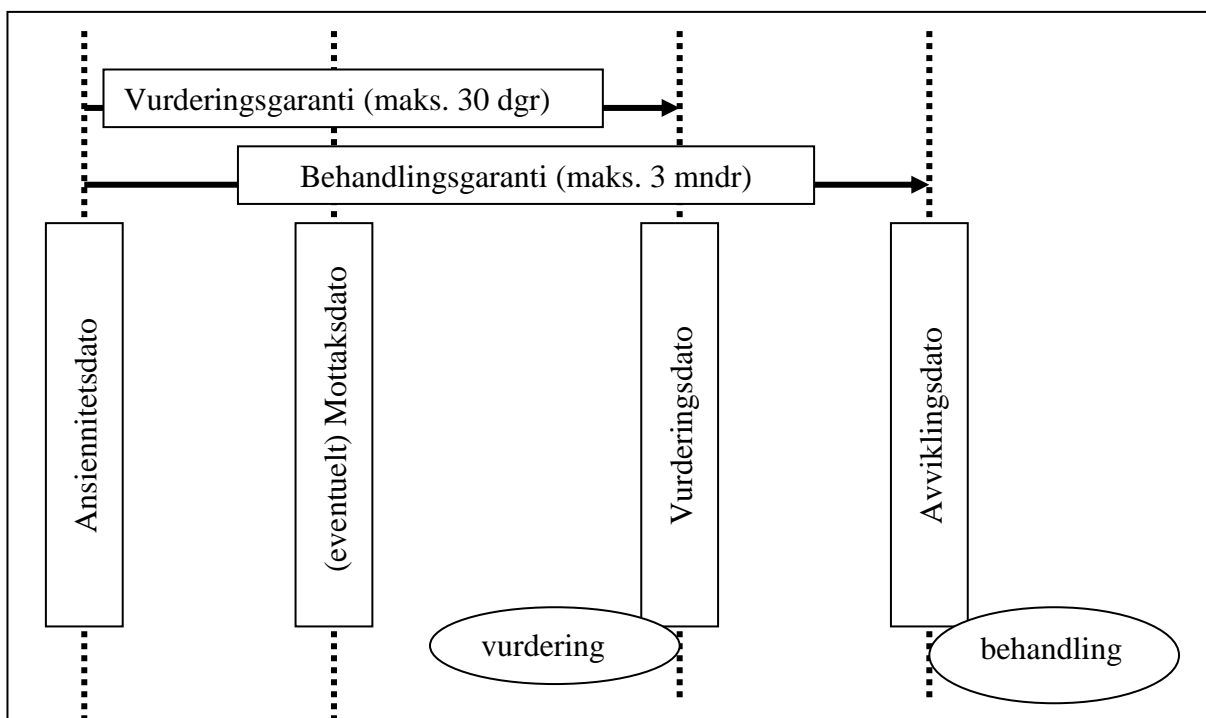 Vurderingsgaranti (maks. 30 dgr)
Behandlingsgaranti (maks. 3 mndr)
Ansiennitetsdato
(eventuelt) Mottaksdato
Vurderingsdato
Avviklingsdato
vurdering
behandling